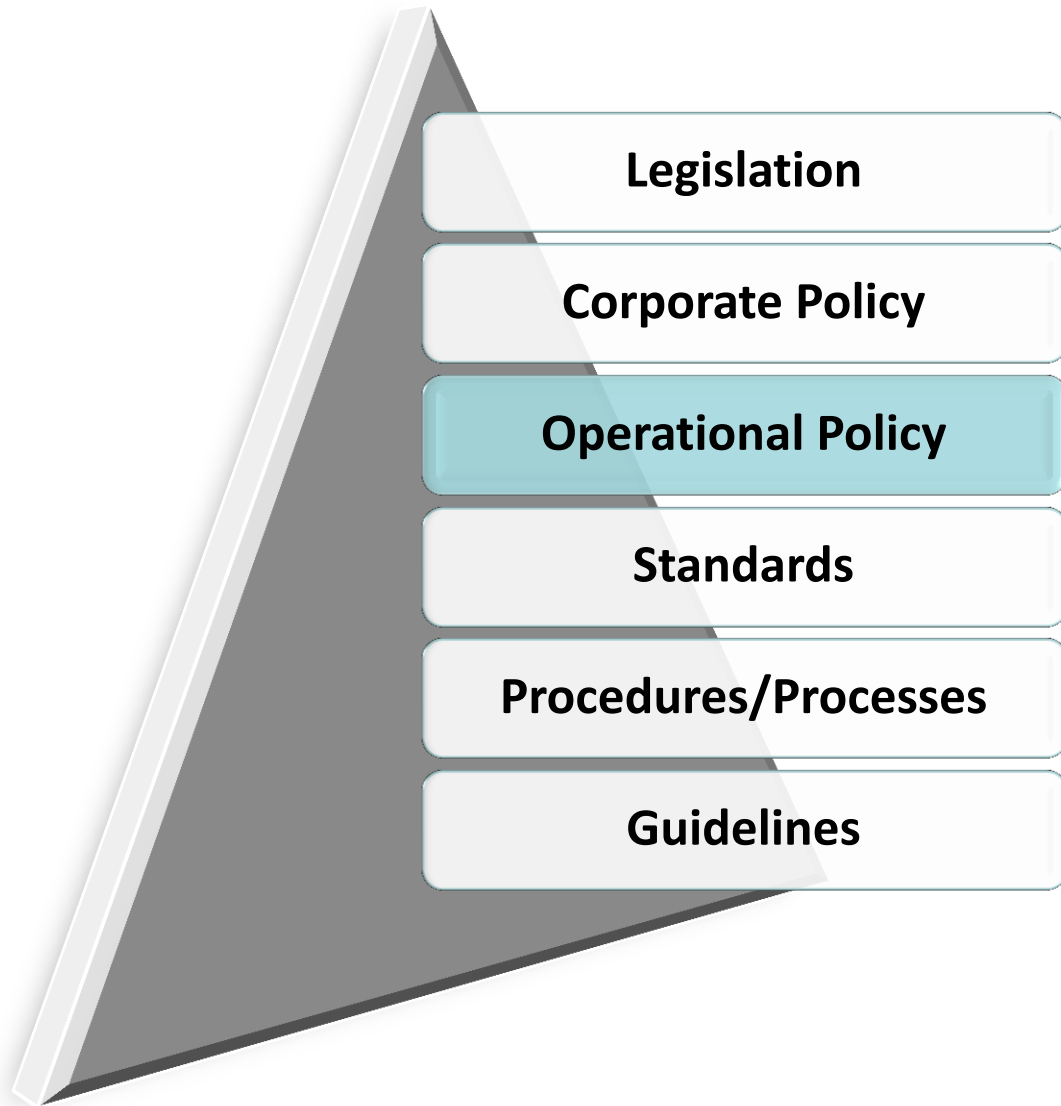 Legislation
Corporate Policy
Operational Policy
Standards
Procedures/Processes
Guidelines